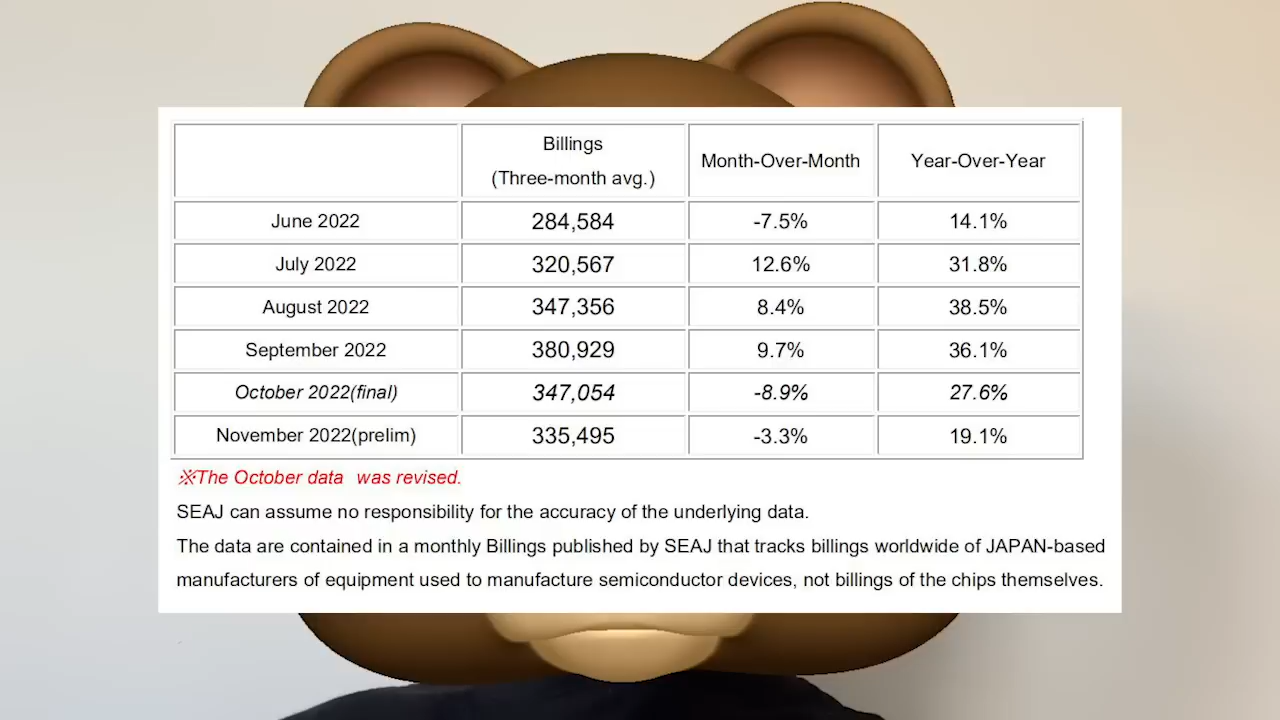 Billings
(Three-month avg.)
Month-Over-Month
Year-Over-Year
June 2022 284,584 -7.5% 14.1%
July 2022 320,567 12.6% 31.8%
August 2022 347,356 8.4% 38.5%
September 2022 380,929 9.7% 36.1%
October 2022(final) 347,054 -8.9% 27.6%
November 2022(prelim) 335,495 -3.3% 19.1%
※The October data was revised.
SEAJ can assume no responsibility for the accuracy of the underlying data.
The data are contained in a monthly Billings published by SEAJ that tracks billings worldwide of JAPAN-based
manufacturers of equipment used to manufacture semiconductor devices, not billings of the chips themselves.